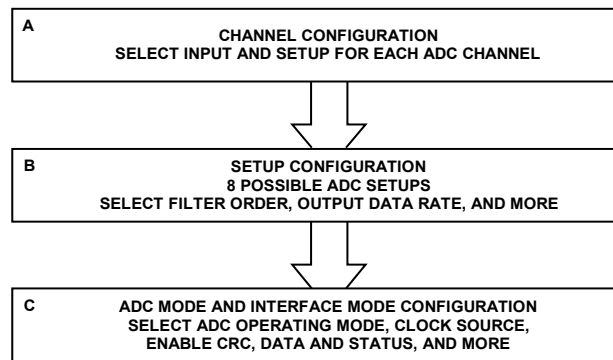 A
CHANNEL CONFIGURATION
SELECT INPUT AND SETUP FOR EACH ADC CHANNEL
B
SETUP CONFIGURATION
8 POSSIBLE ADC SETUPS
SELECT FILTER ORDER, OUTPUT DATA RATE, AND MORE
C
ADC MODE AND INTERFACE MODE CONFIGURATION
SELECT ADC OPERATING MODE, CLOCK SOURCE,
ENABLE CRC, DATA AND STATUS, AND MORE